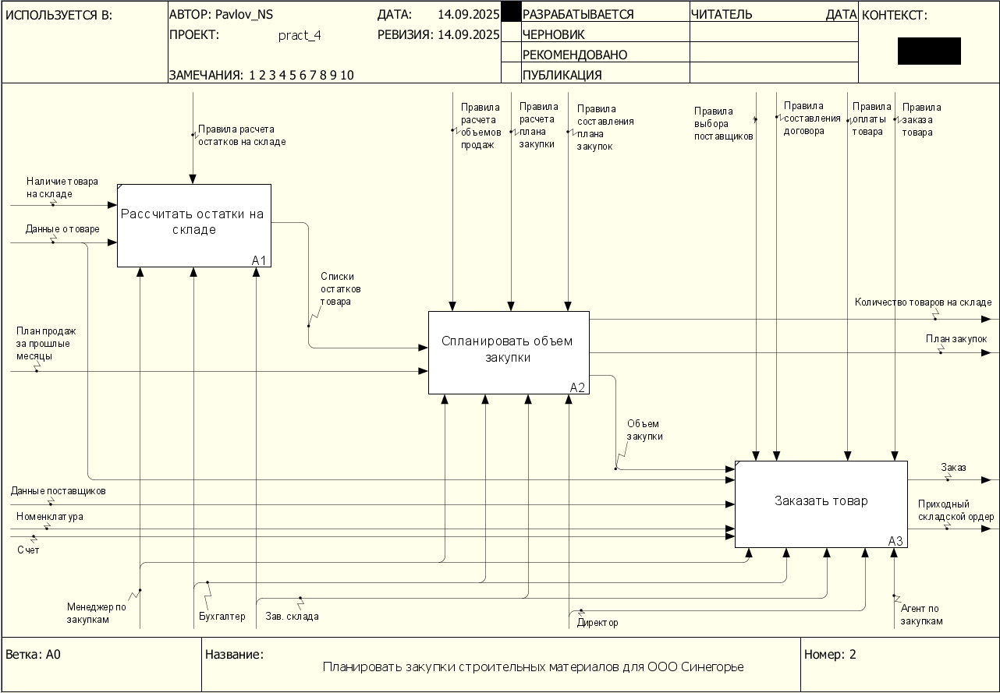 ИСПОЛЬЗУЕТСЯ В:
АВТОР: Pavlov_NS
ДАТА: 14.09.2025
РАЗРАБАТЫВАЕТСЯ
ЧИТАТЕЛЬ
ДАТА
КОНТЕКСТ:
ПРОЕКТ: pract_4
РЕВИЗИЯ: 14.09.2025
ЧЕРНОВИК
РЕКОМЕНДОВАНО
ЗАМЕЧАНИЯ: 1 2 3 4 5 6 7 8 9 10
ПУБЛИКАЦИЯ
Правила расчета
остатков на складе
Правила
расчета
объемов
продаж
Правила
расчета
плана
закупки
Правила
составления
плана
закупок
Правила
выбора
поставщиков
Правила
составления
договора
Правила
оплаты
товара
Правила
заказа
товара
Наличие товара
на складе
Данные о товаре
Рассчитать остатки на
складе
A1
Списки
остатков
товара
План продаж
за прошлые
месяцы
Спланировать объем
закупки
A2
Количество товаров на складе
План закупок
Объем
закупки
Данные поставщиков
Номенклатура
Счет
Заказать товар
A3
Заказ
Приходный
складской ордер
Менеджер по
закупкам
Бухгалтер
Зав. склада
Директор
Агент по
закупкам
Ветка: A0
Название:
Планировать закупки строительных материалов для ООО Синегорье
Номер: 2